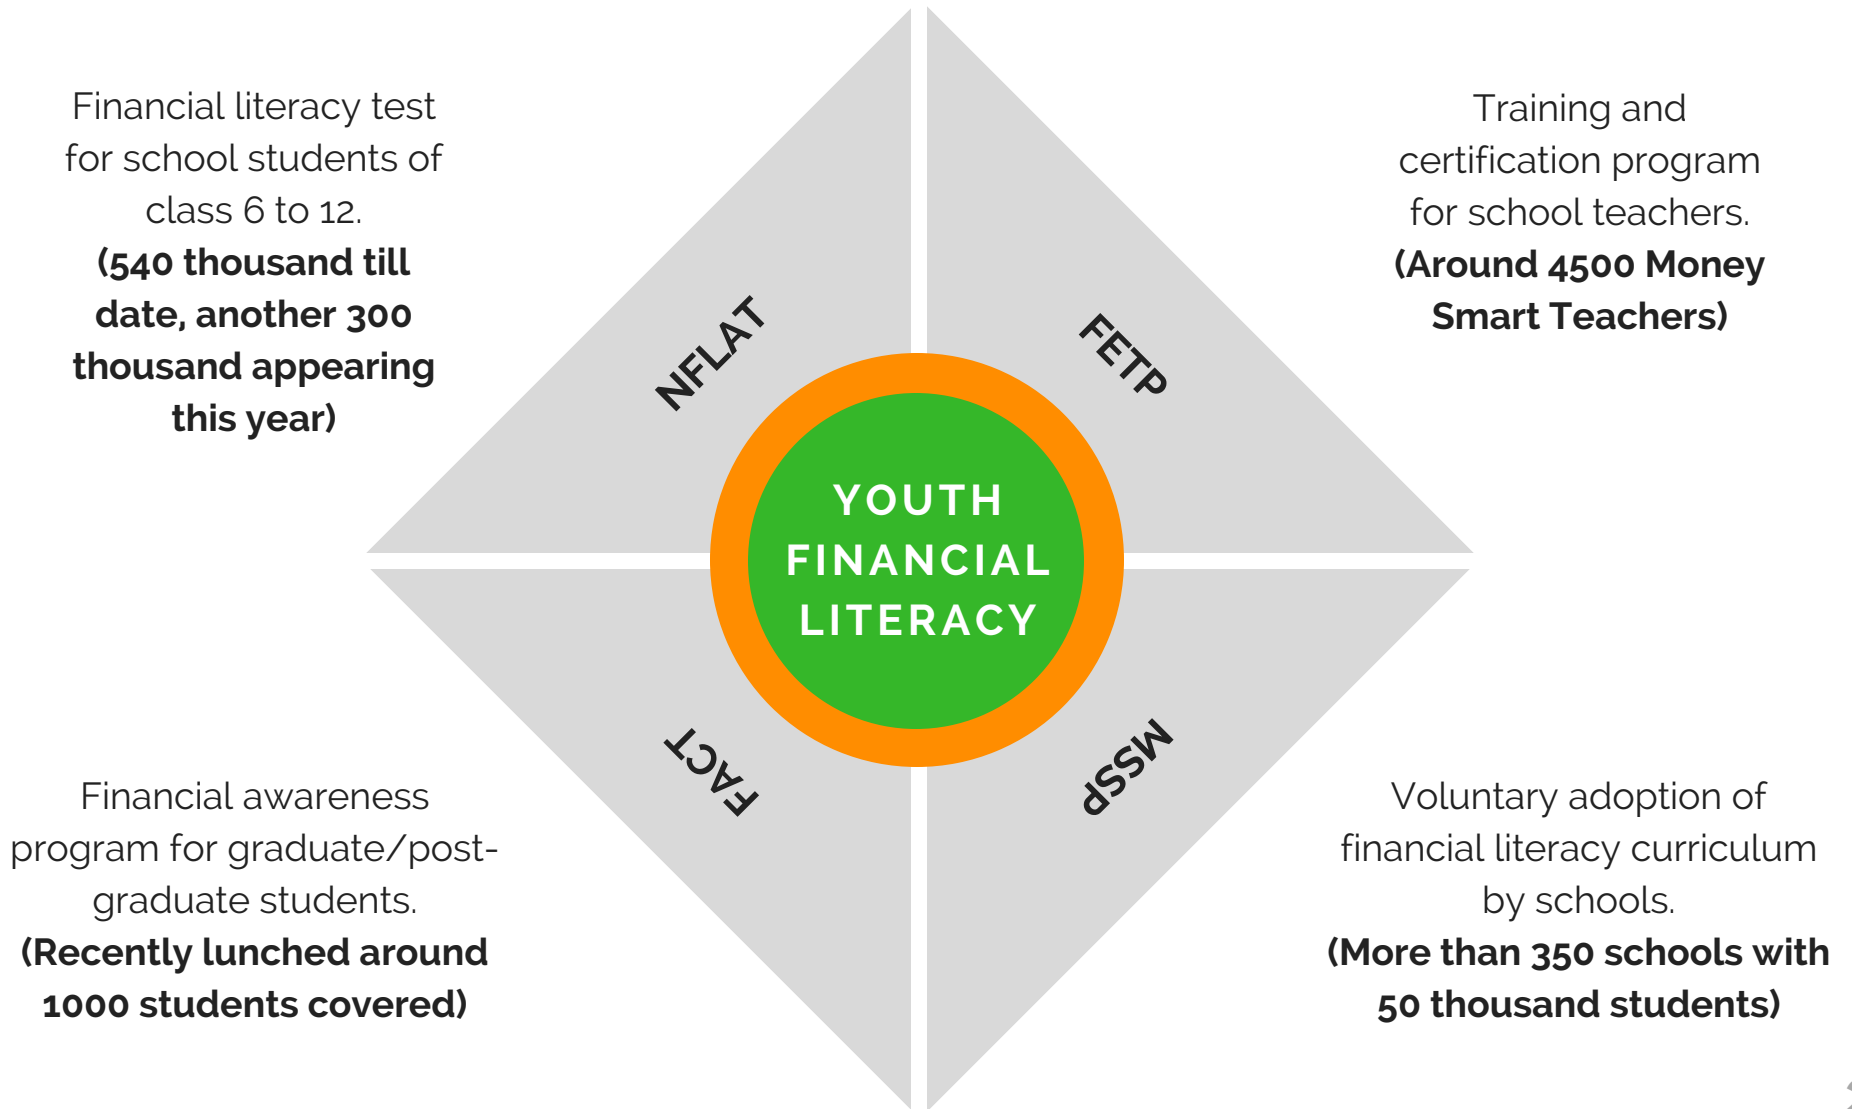 Financial literacy test
for school students of
class 6 to 12.
(540 thousand till
date, another 300
thousand appearing
this year)
NFLAT
FETP
Training and
certification program
for school teachers.
(Around 4500 Money
Smart Teachers)
YOUTH
FINANCIAL
LITERACY
Financial awareness
program for graduate/post-
graduate students.
(Recently lunched around
1000 students covered)
FACT
MSSP
Voluntary adoption of
financial literacy curriculum
by schools.
(More than 350 schools with
50 thousand students)